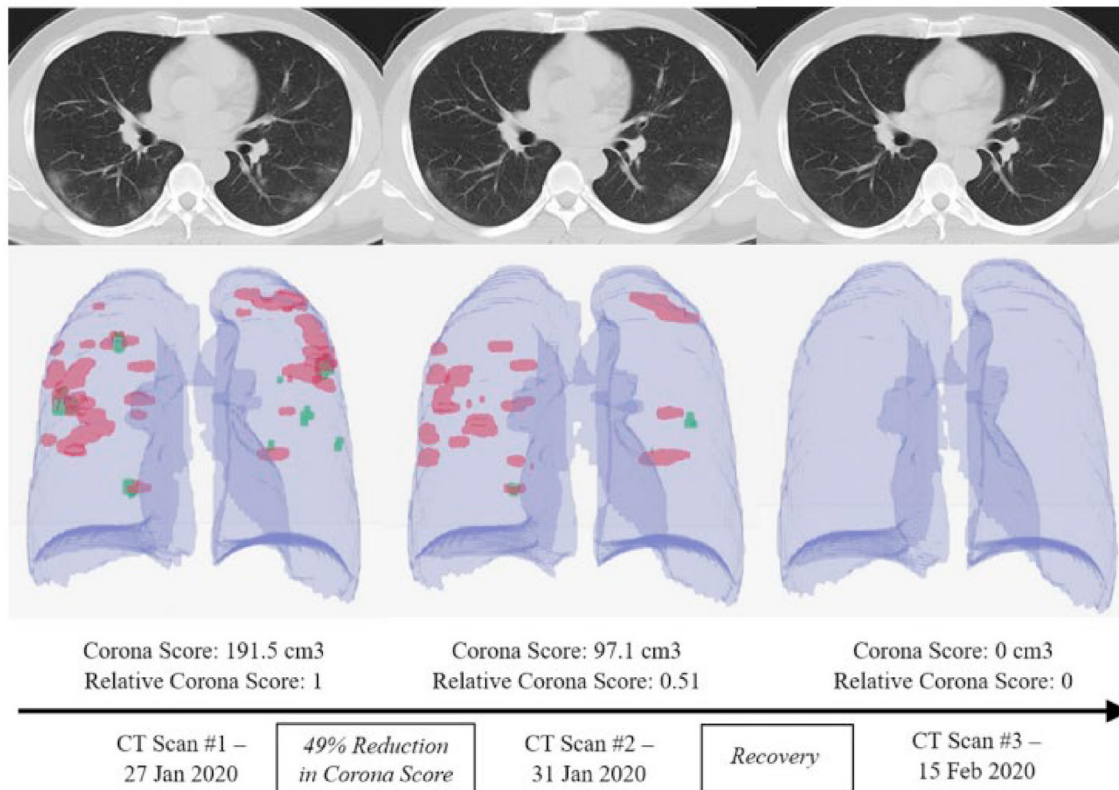 Corona Score: 191.5 cm3
Relative Corona Score: 1
Corona Score: 97.1 cm3
Relative Corona Score: 0.51
Corona Score: 0 cm3
Relative Corona Score: 0
CT Scan #1 –
27 Jan 2020
49% Reduction
in Corona Score
CT Scan #2 –
31 Jan 2020
Recovery
CT Scan #3 –
15 Feb 2020